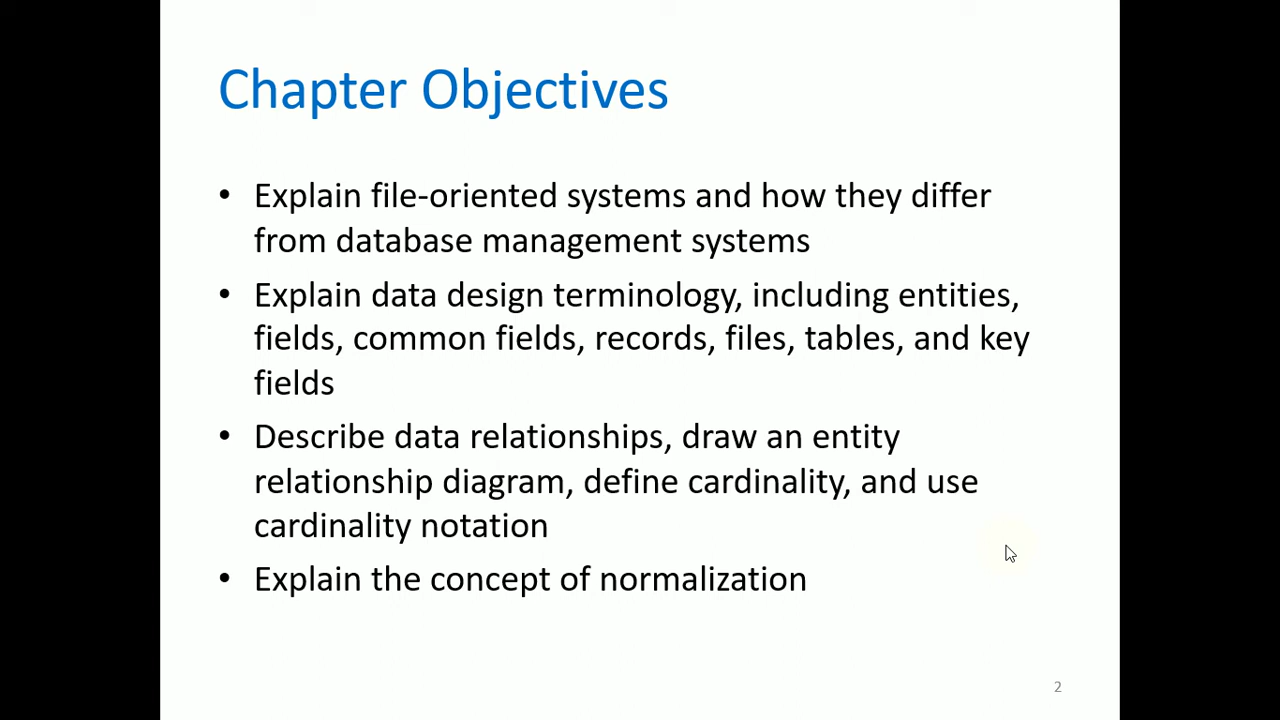 Chapter Objectives
• Explain file-oriented systems and how they differ
from database management systems
• Explain data design terminology, including entities,
fields, common fields, records, files, tables, and key
fields
• Describe data relationships, draw an entity
relationship diagram, define cardinality, and use
cardinality notation
• Explain the concept of normalization
2